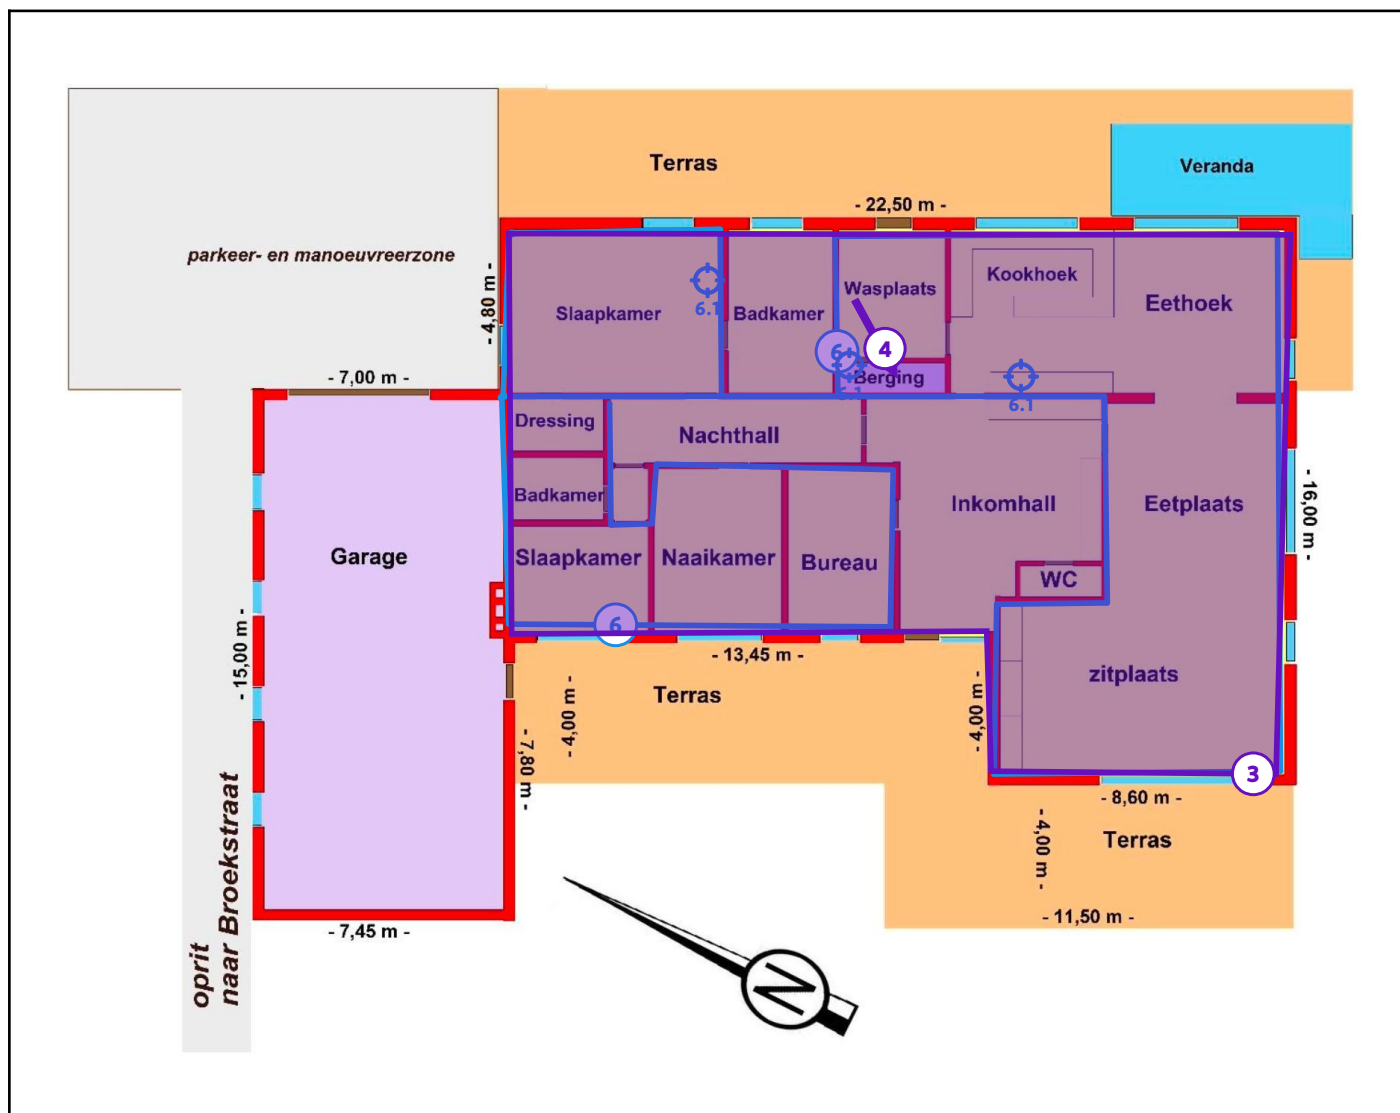 Terras
Veranda
- 22,50 m -
parkeer- en manoeuvreerzone
- 4,80 m -
Slaapkamer
6.1
Badkamer
Wasplaats
Kookhoek
Eethoek
6
4
6.1
Berging
6.1
- 7,00 m -
Dressing
Nachthall
Badkamer
Inkomhall
Eetplaats
- 16,00 m -
Garage
Slaapkamer
Naaikamer
Bureau
WC
6
- 15,00 m -
- 13,45 m -
zitplaats
Terras
- 4,00 m -
- 4,00 m -
- 7,80 m -
3
- 8,60 m -
- 4,00 m -
Terras
- 11,50 m -
- 7,45 m -
oprit
naar Broekstraat
N